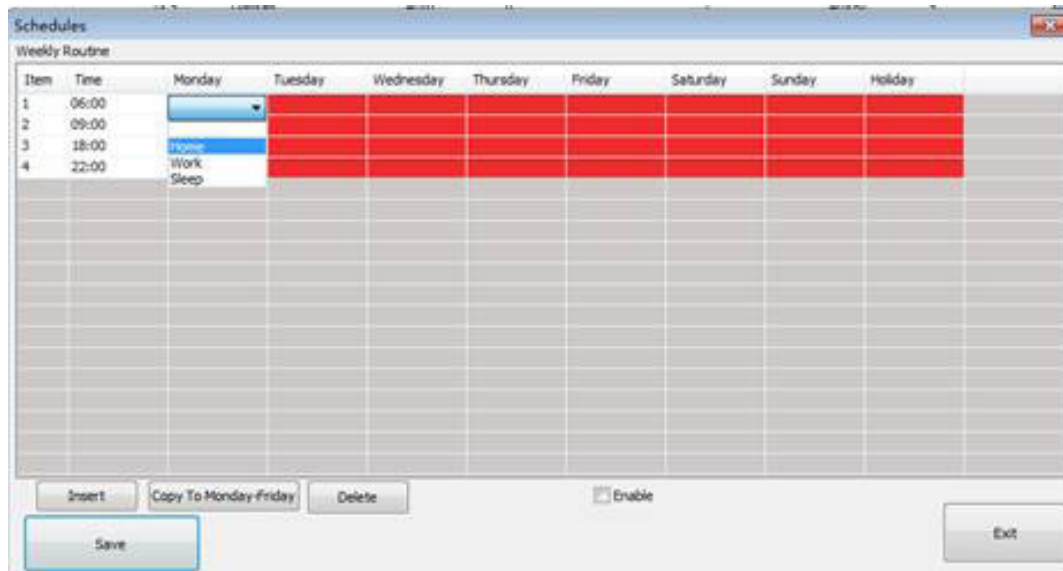 Schedules
Weekly Routine
Item Time Monday Tuesday Wednesday Thursday Friday Saturday Sunday Holiday
1 06:00
2 09:00
3 18:00 Home
4 22:00 Work
Sleep
Insert Copy To Monday-Friday Delete Enable
Save Exit